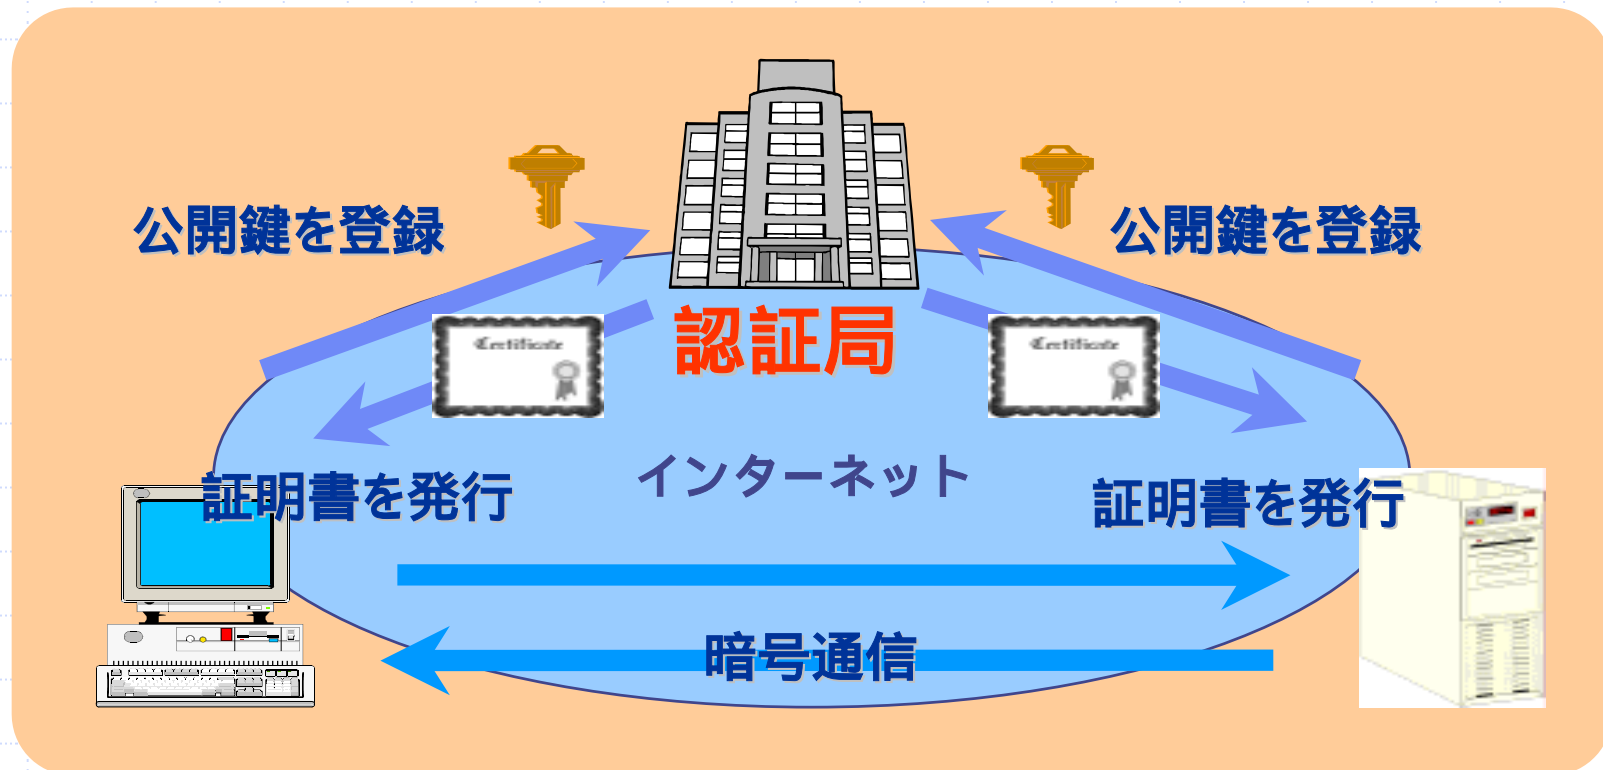 公開鍵を登録
公開鍵を登録
認証局
Certificate
Certificate
インターネット
証明書を発行
証明書を発行
暗号通信